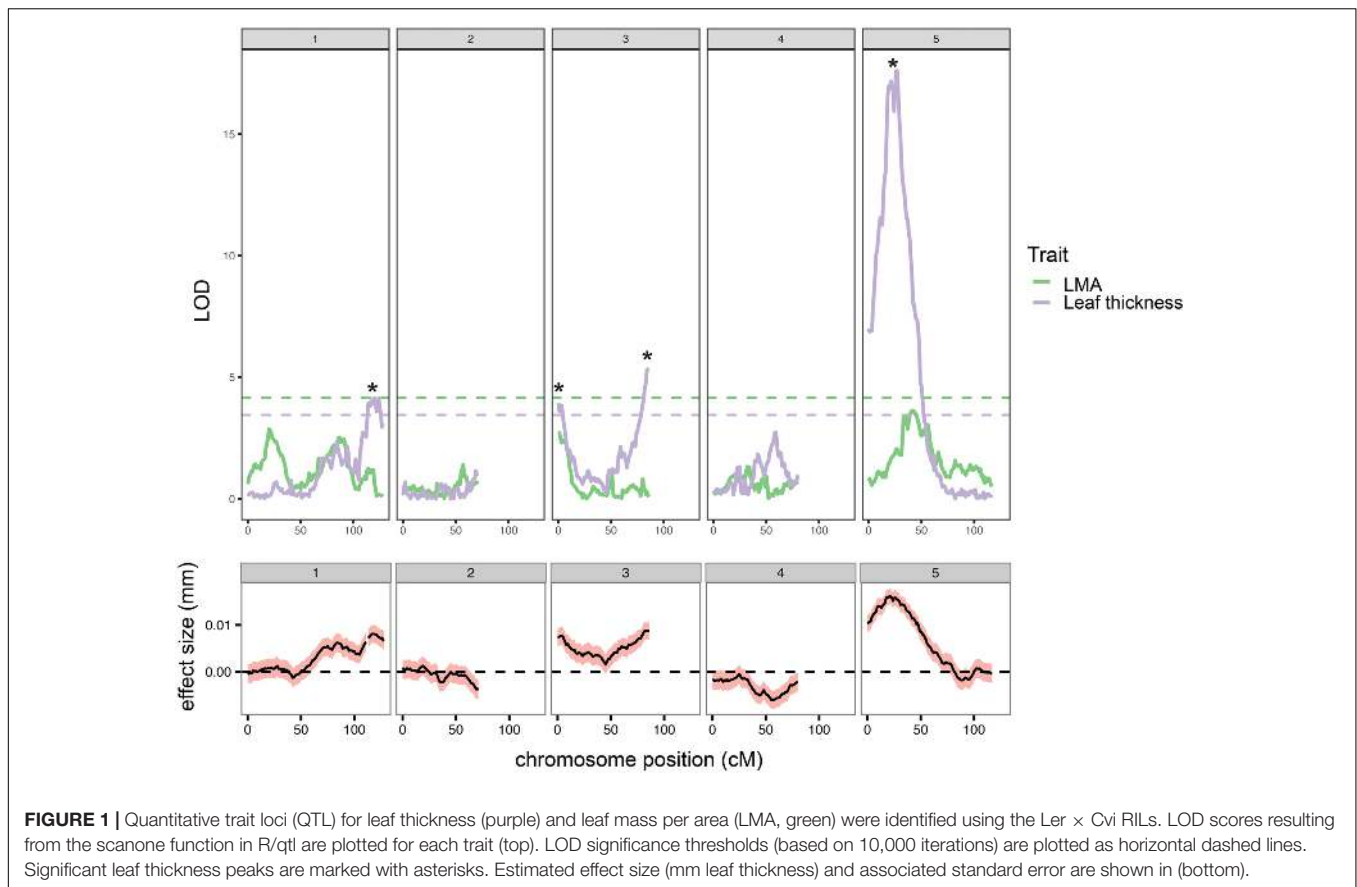 1 2 3 4 5
15
10
5
0
LOD
* * * *
0 50 100 0 50 100 0 50 100 0 50 100 0 50 100
Trait
LMA
Leaf thickness
1 2 3 4 5
effect size (mm)
0.01
0.00
0 50 100 0 50 100 0 50 100 0 50 100 0 50 100
chromosome position (cM)
FIGURE 1 | Quantitative trait loci (QTL) for leaf thickness (purple) and leaf mass per area (LMA, green) were identified using the Ler × Cvi RILs. LOD scores resulting
from the scanone function in R/qtl are plotted for each trait (top). LOD significance thresholds (based on 10,000 iterations) are plotted as horizontal dashed lines.
Significant leaf thickness peaks are marked with asterisks. Estimated effect size (mm leaf thickness) and associated standard error are shown in (bottom).